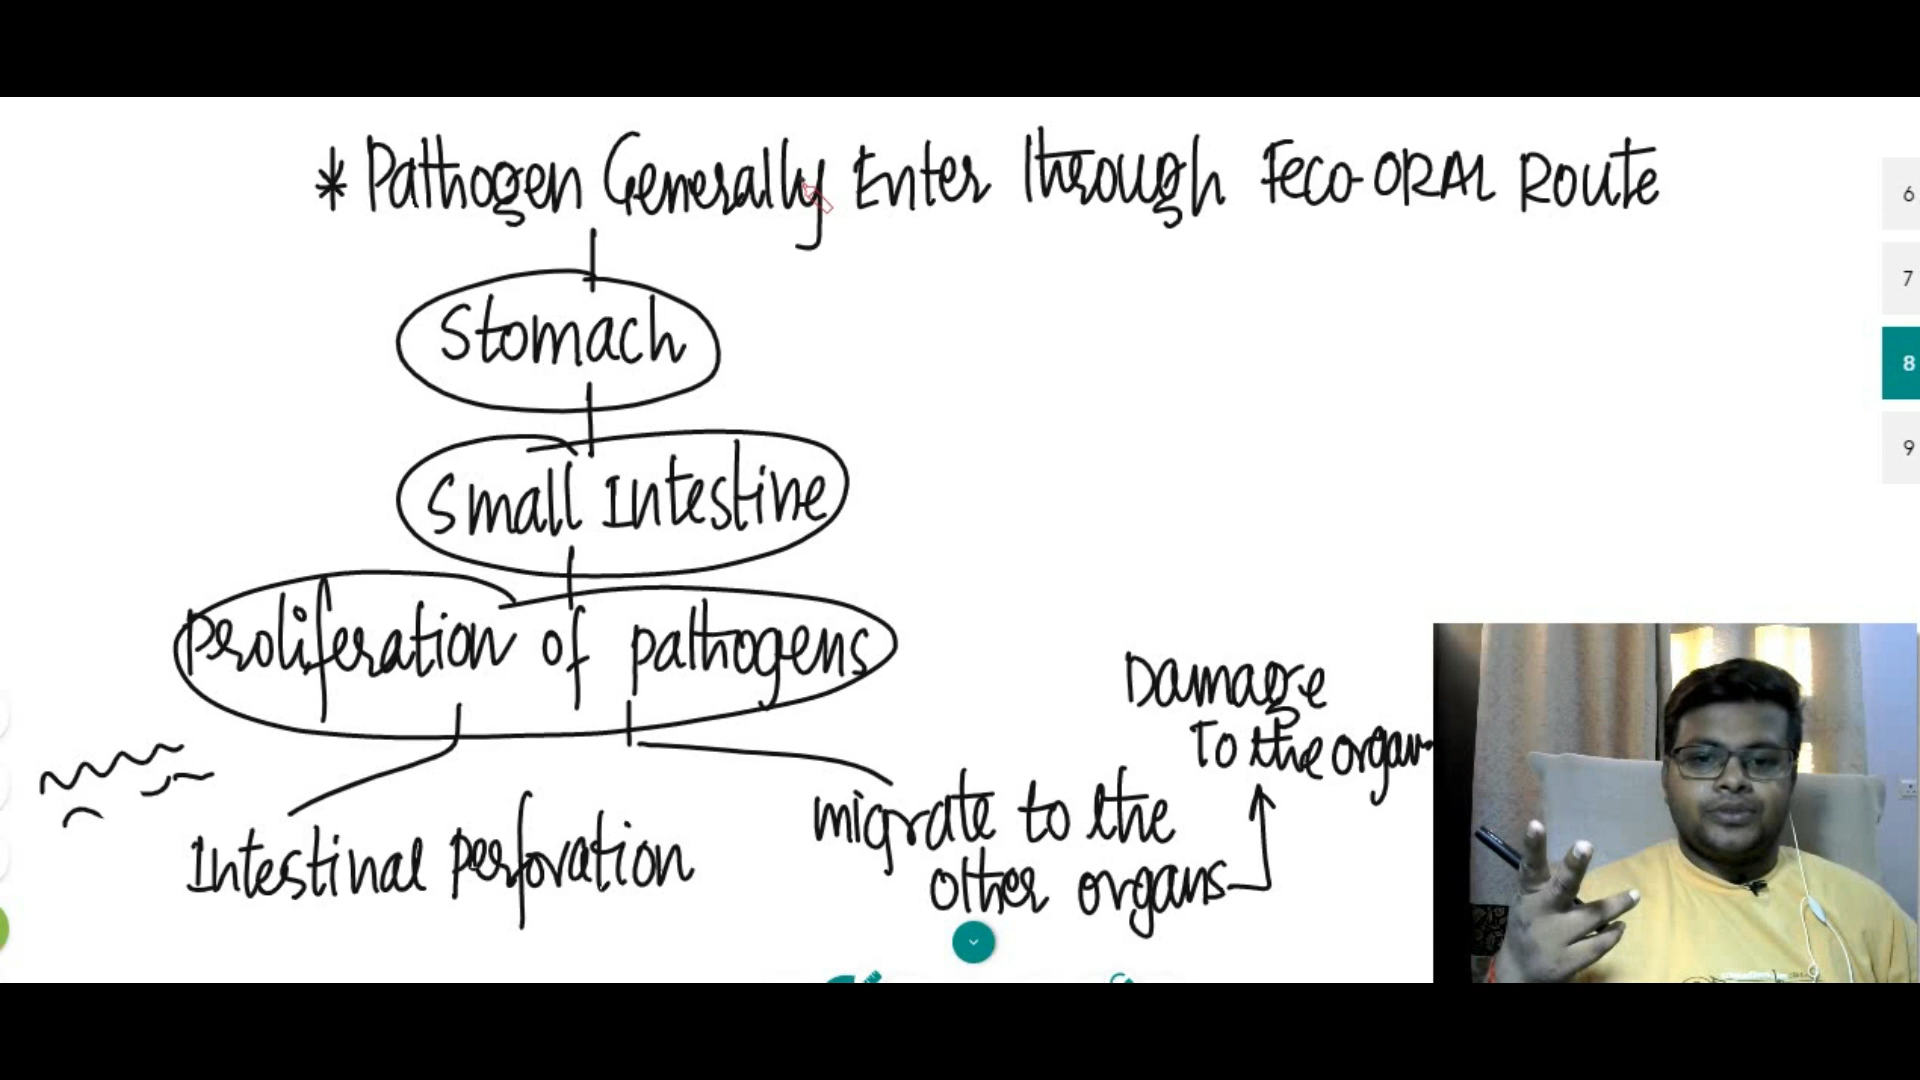 * Pathogen Generally Enter through Feco-ORAL Route
Stomach
Small Intestine
Proliferation of pathogens
Intestinal perforation
migrate to the
other organs
Damage
To the organ
6
7
8
9